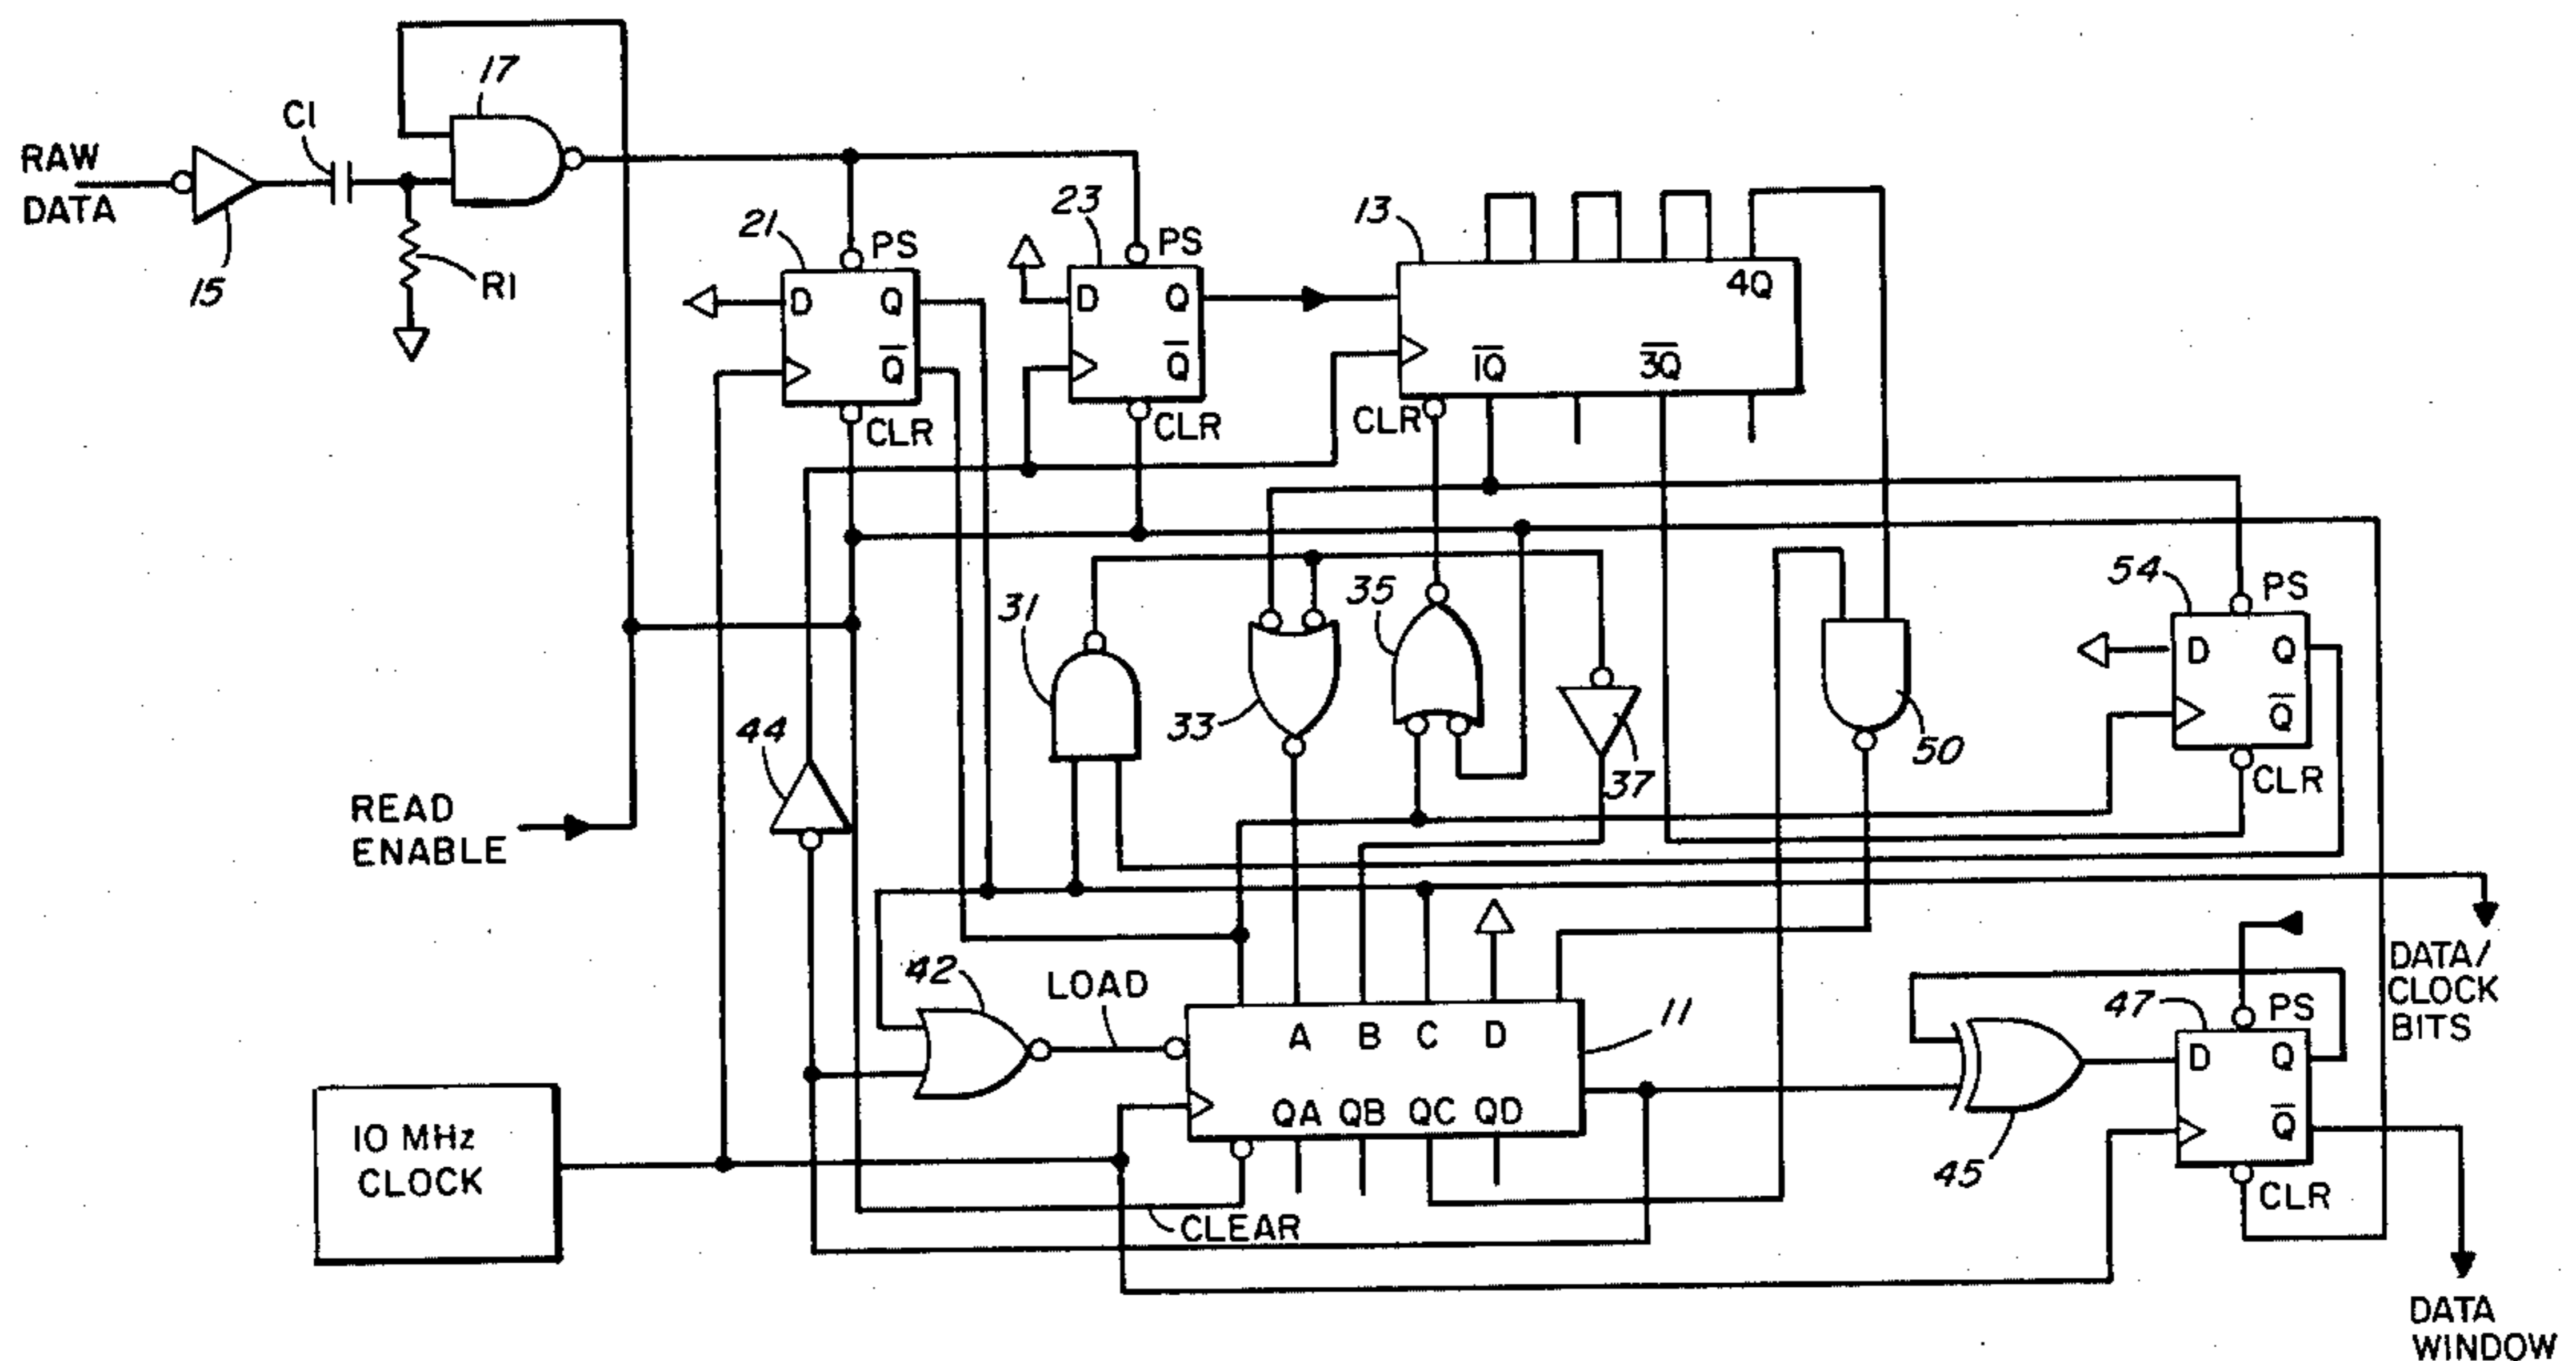 17
C1
RAW
DATA
15
R1
21
PS
D
Q
Q̅
CLR
23
PS
D
Q
Q̅
CLR
13
4Q
1Q̅
3Q̅
CLR
31
33
35
37
50
54
PS
D
Q
Q̅
CLR
44
READ
ENABLE
42
LOAD
11
A B C D
QA QB QC QD
CLEAR
10 MHz
CLOCK
45
47
PS
D
Q
Q̅
CLR
DATA/
CLOCK
BITS
DATA
WINDOW